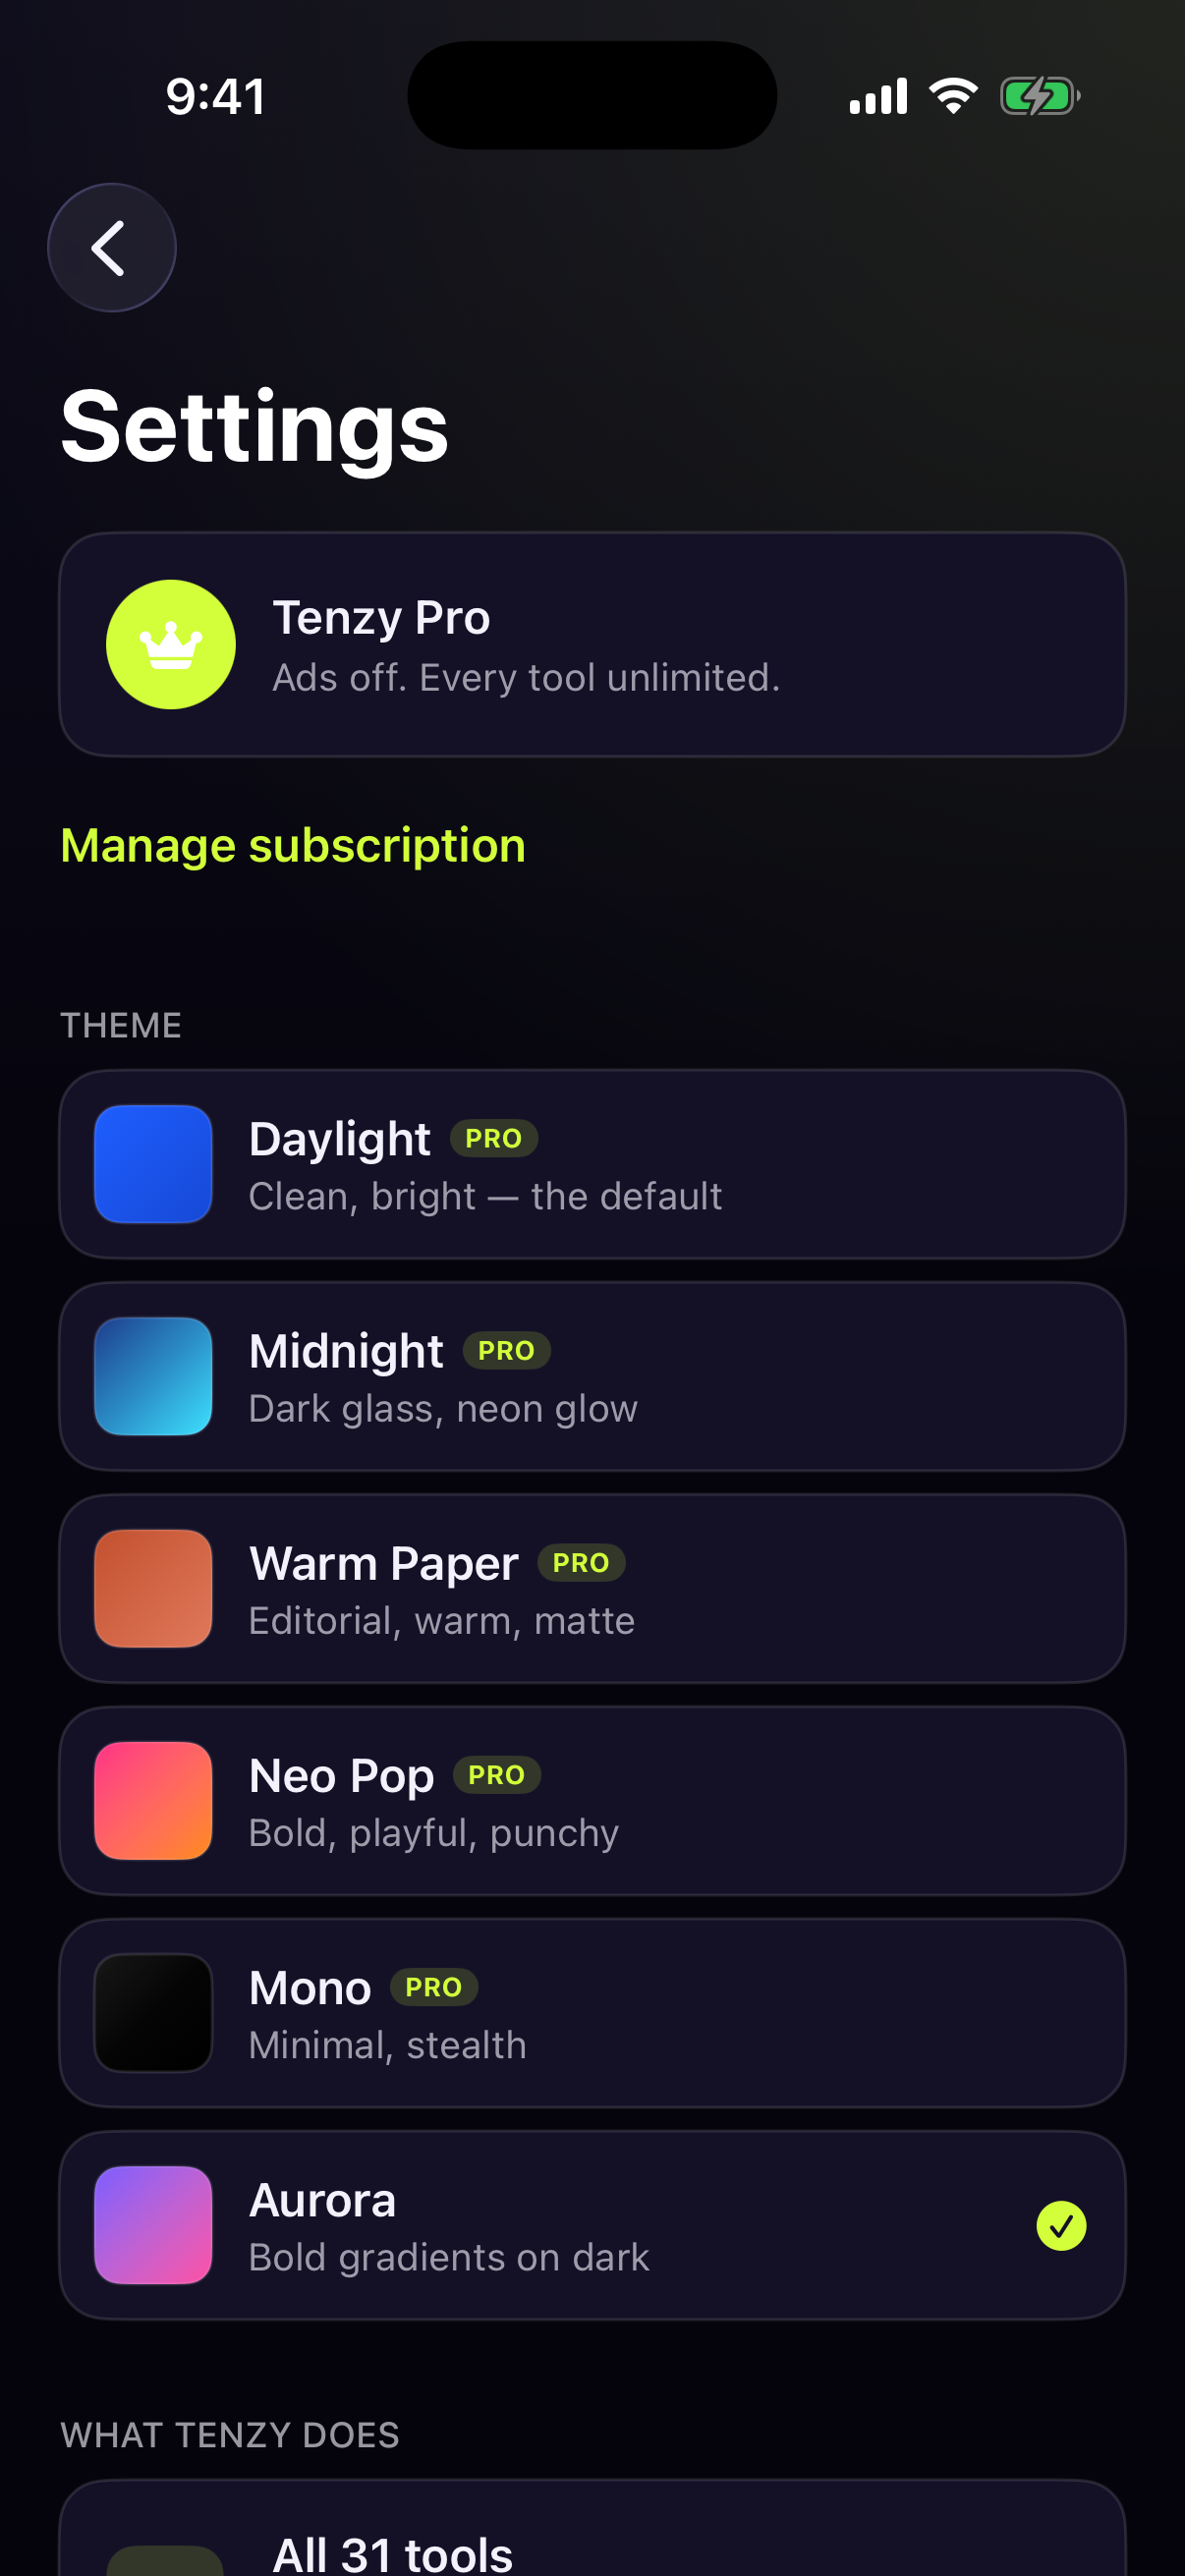 9:41
Settings
Tenzy Pro
Ads off. Every tool unlimited.
Manage subscription
THEME
Daylight PRO
Clean, bright — the default
Midnight PRO
Dark glass, neon glow
Warm Paper PRO
Editorial, warm, matte
Neo Pop PRO
Bold, playful, punchy
Mono PRO
Minimal, stealth
Aurora
Bold gradients on dark
WHAT TENZY DOES
All 31 tools